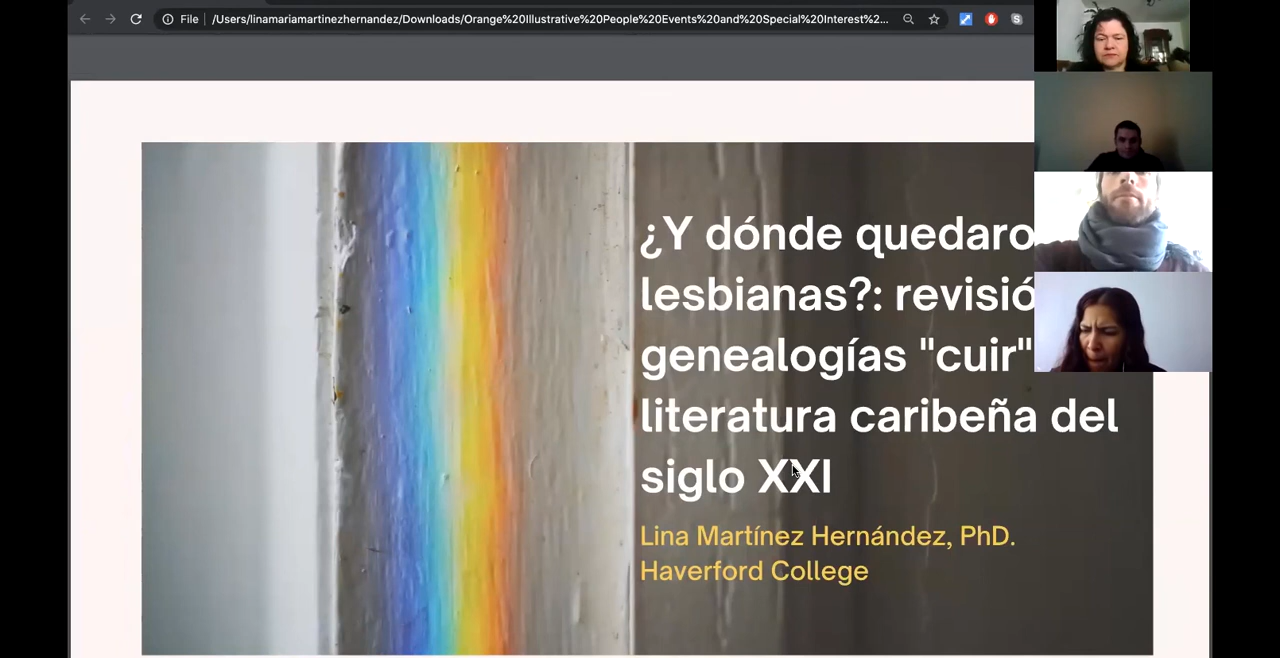 File
/Users/linamariamartinezhernandez/Downloads/Orange%20Illustrative%20People%20Events%20and%20Special%20Interest%2...
¿Y dónde quedaro
lesbianas?: revisió
genealogías "cuir"
literatura caribeña del
siglo XXI
Lina Martínez Hernández, PhD.
Haverford College